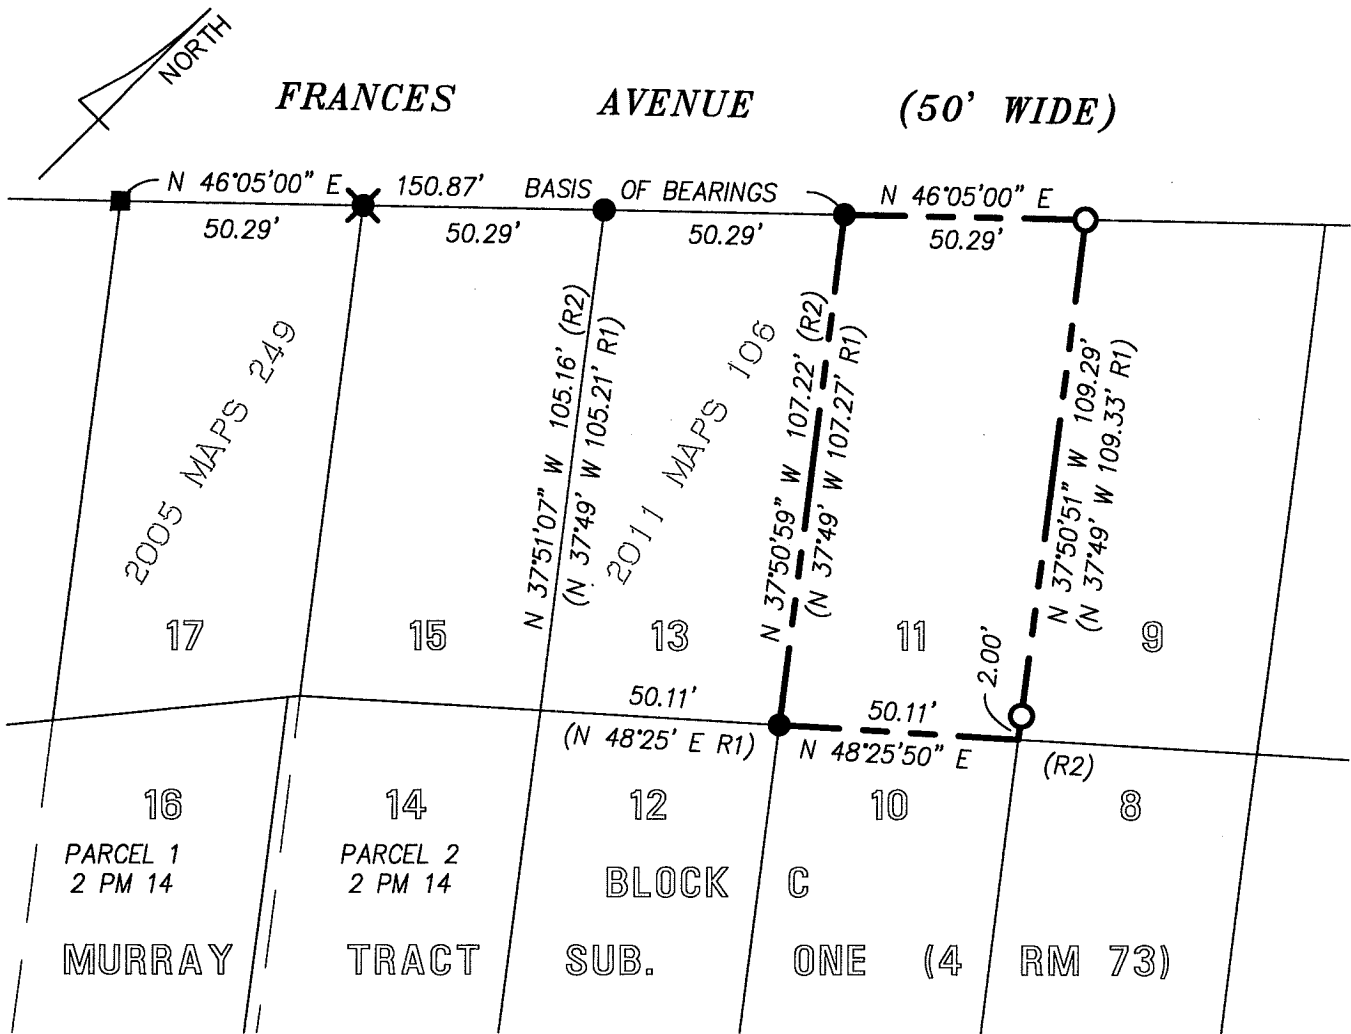 NORTH
FRANCES AVENUE (50' WIDE)
N 46°05'00" E 150.87' BASIS OF BEARINGS N 46°05'00" E
50.29' 50.29' 50.29' 50.29'
2005 MAPS 249
N 37°51'07" W 105.16' (R2)
(N 37°49' W 105.21' R1)
2011 MAPS 106
N 37°50'59" W 107.22' (R2)
(N 37°49' W 107.27' R1)
N 37°50'51" W 109.29'
(N 37°49' W 109.33' R1)
17 15 13 11 9
2.00'
50.11' 50.11'
(N 48°25' E R1) N 48°25'50" E (R2)
16 14 12 10 8
PARCEL 1
2 PM 14
PARCEL 2
2 PM 14
BLOCK C
MURRAY TRACT SUB. ONE (4 RM 73)